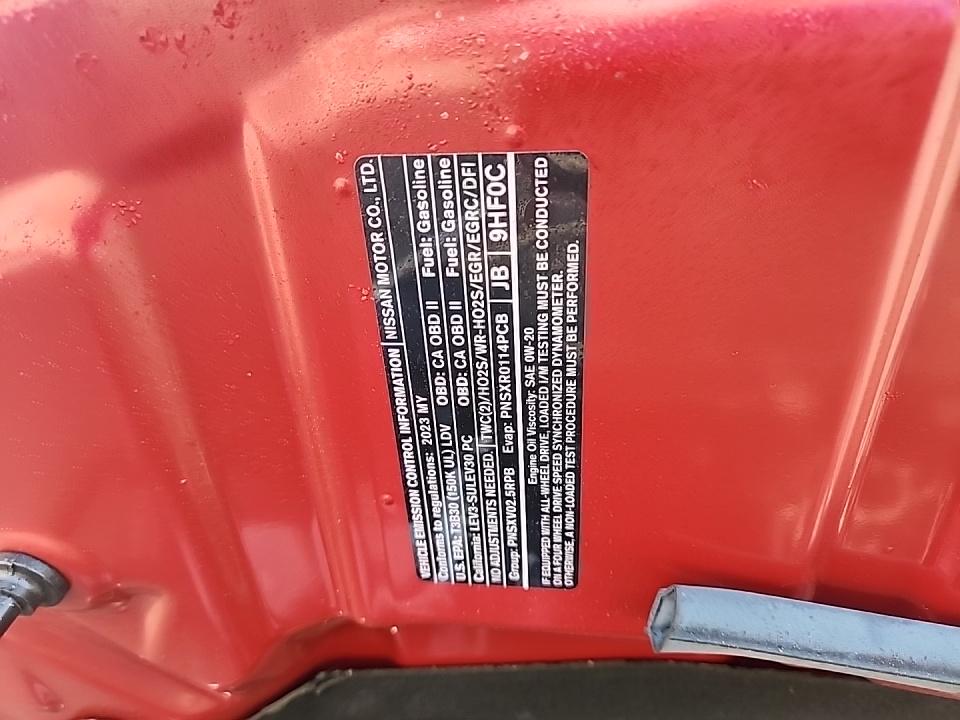 VEHICLE EMISSION CONTROL INFORMATION NISSAN MOTOR CO., LTD.
Conforms to regulations: 2023 MY
U.S. EPA: T3B30 (150K UL) LDV OBD: CA OBD II Fuel: Gasoline
California: LEV3-SULEV30 PC OBD: CA OBD II Fuel: Gasoline
NO ADJUSTMENTS NEEDED. TWC(2)/HO2S/WR-HO2S/EGR/EGRC/DFI
Group: PNSXV02.5RPB Evap: PNSXR0114PCB JB 9HF0C
Engine Oil Viscosity: SAE 0W-20
IF EQUIPPED WITH ALL-WHEEL DRIVE, LOADED I/M TESTING MUST BE CONDUCTED
ON A FOUR WHEEL DRIVE SPEED SYNCHRONIZED DYNAMOMETER.
OTHERWISE, A NON-LOADED TEST PROCEDURE MUST BE PERFORMED.